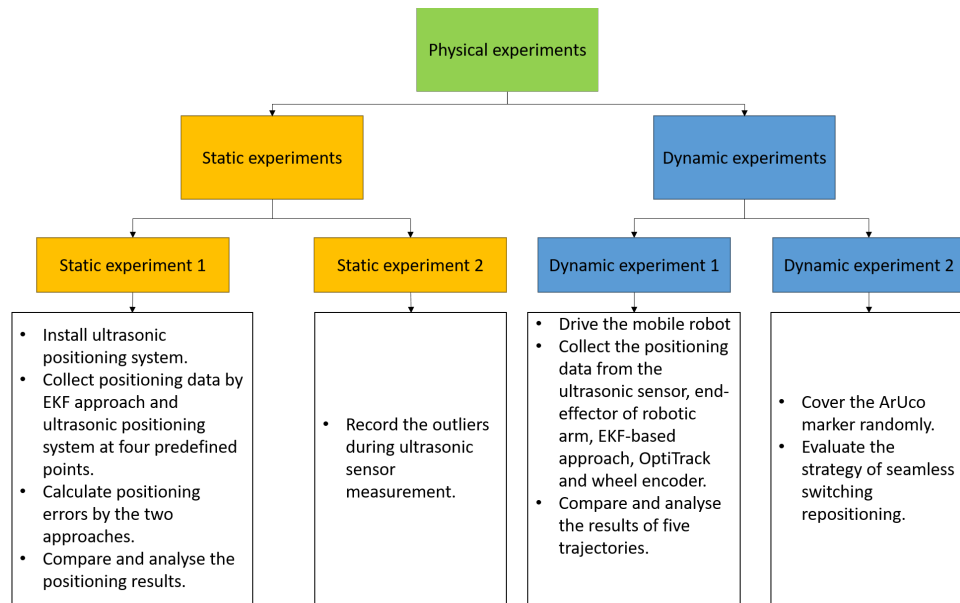 Physical experiments
Static experiments
Dynamic experiments
Static experiment 1
Static experiment 2
Dynamic experiment 1
Dynamic experiment 2
• Install ultrasonic
positioning system.
• Collect positioning data by
EKF approach and
ultrasonic positioning
system at four predefined
points.
• Calculate positioning
errors by the two
approaches.
• Compare and analyse the
positioning results.
• Record the outliers
during ultrasonic
sensor
measurement.
• Drive the mobile robot
• Collect the positioning
data from the
ultrasonic sensor, end-
effector of robotic
arm, EKF-based
approach, OptiTrack
and wheel encoder.
• Compare and analyse
the results of five
trajectories.
• Cover the ArUco
marker randomly.
• Evaluate the
strategy of seamless
switching
repositioning.